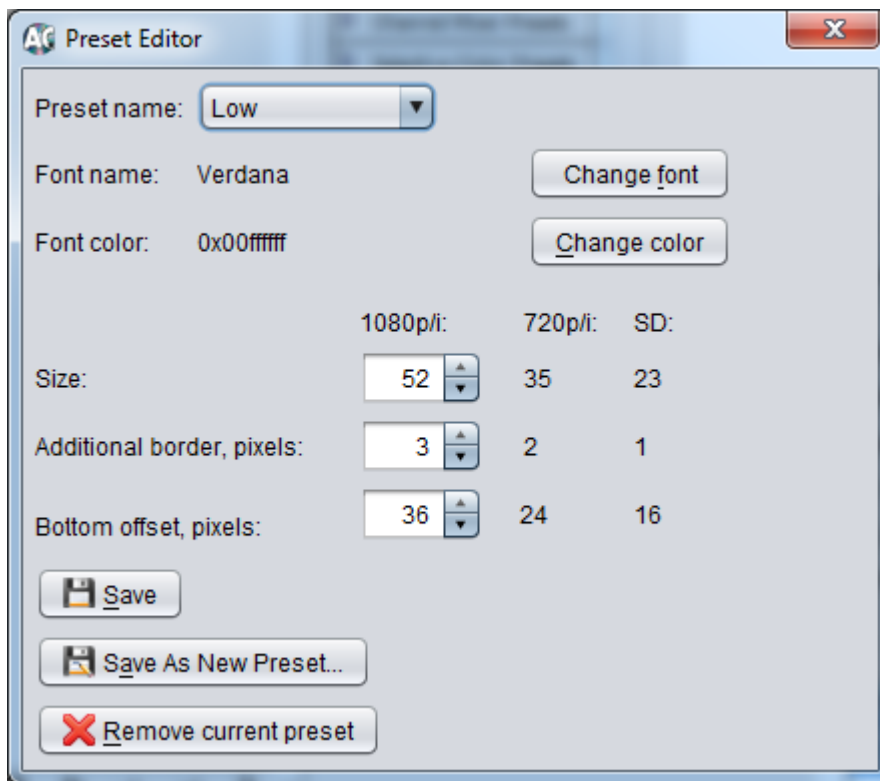 AG Preset Editor
Preset name: Low
Font name: Verdana Change font
Font color: 0x00ffffff Change color
1080p/i: 720p/i: SD:
Size: 52 35 23
Additional border, pixels: 3 2 1
Bottom offset, pixels: 36 24 16
Save
Save As New Preset...
Remove current preset